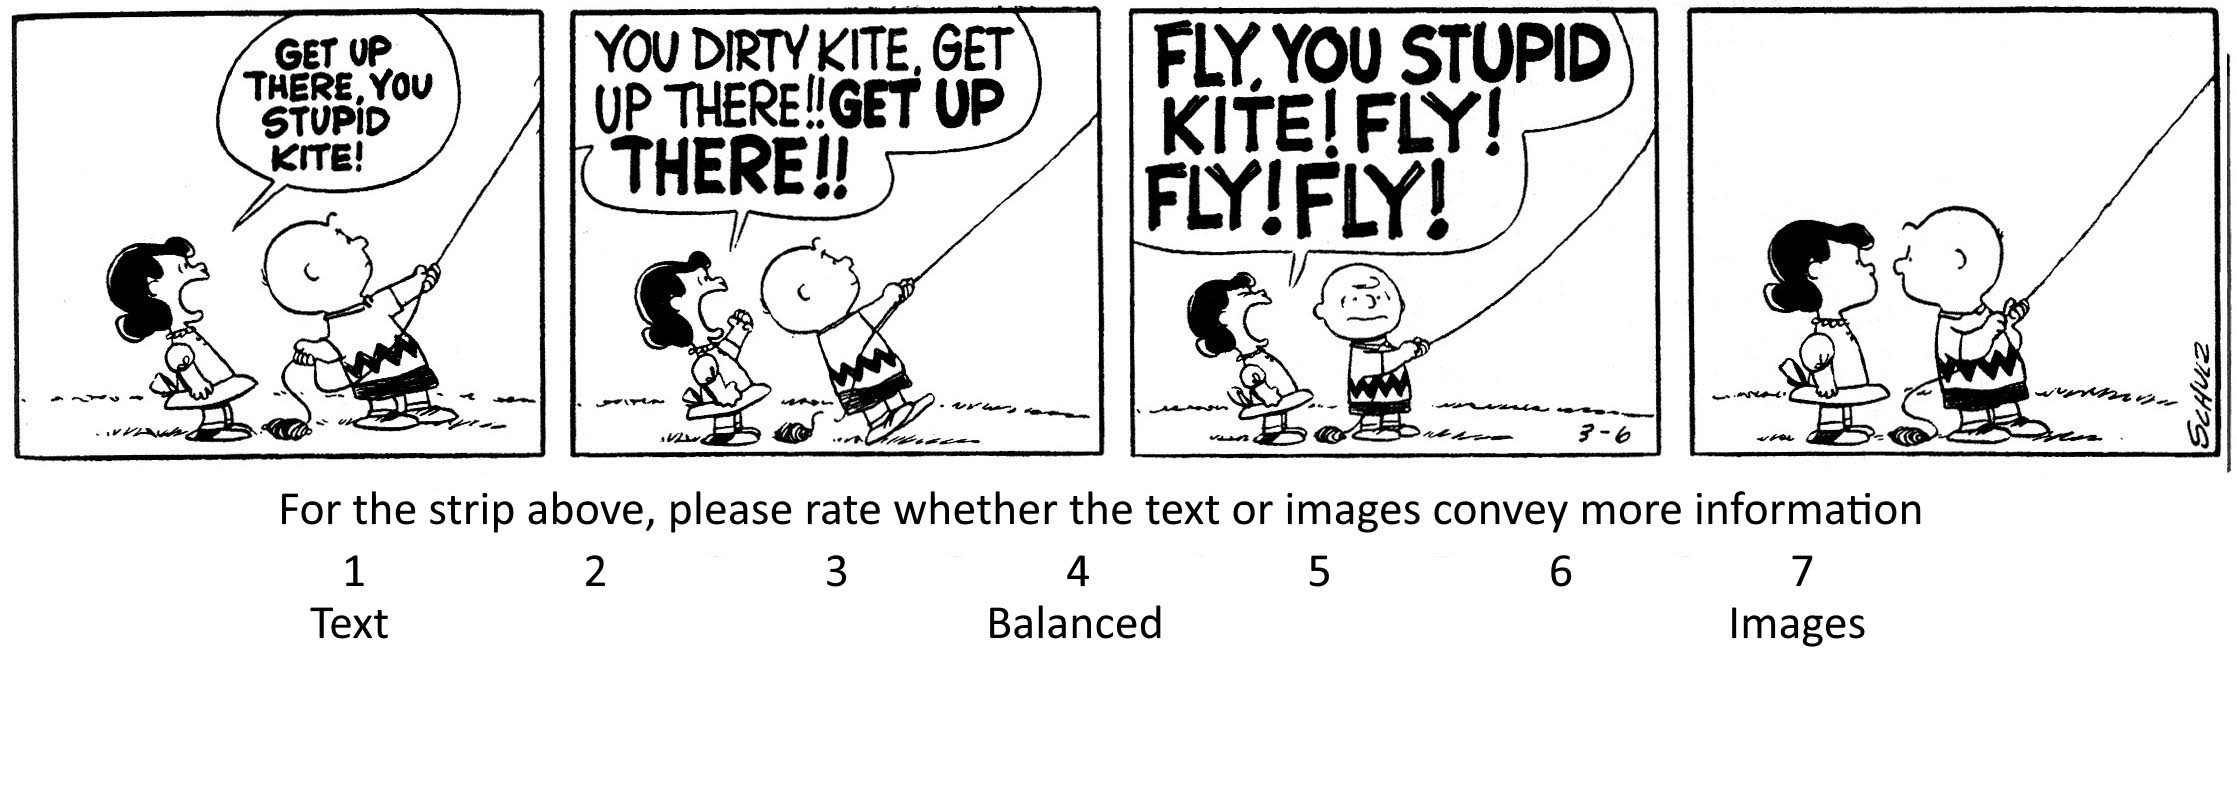 GET UP
THERE, YOU
STUPID
KITE!
YOU DIRTY KITE, GET
UP THERE!! GET UP
THERE!!
FLY, YOU STUPID
KITE! FLY!
FLY! FLY!
3-6
SCHULZ
For the strip above, please rate whether the text or images convey more information
1 2 3 4 5 6 7
Text Balanced Images